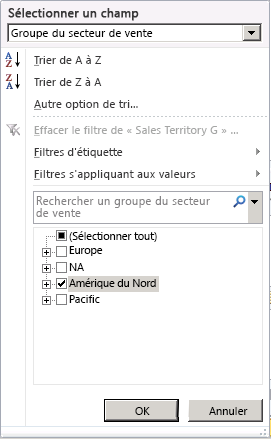 Sélectionner un champ
Groupe du secteur de vente
Trier de A à Z
Trier de Z à A
Autre option de tri...
Effacer le filtre de « Sales Territory G » ...
Filtres d'étiquette
Filtres s'appliquant aux valeurs
Rechercher un groupe du secteur
de vente
(Sélectionner tout)
Europe
NA
Amérique du Nord
Pacific
OK
Annuler